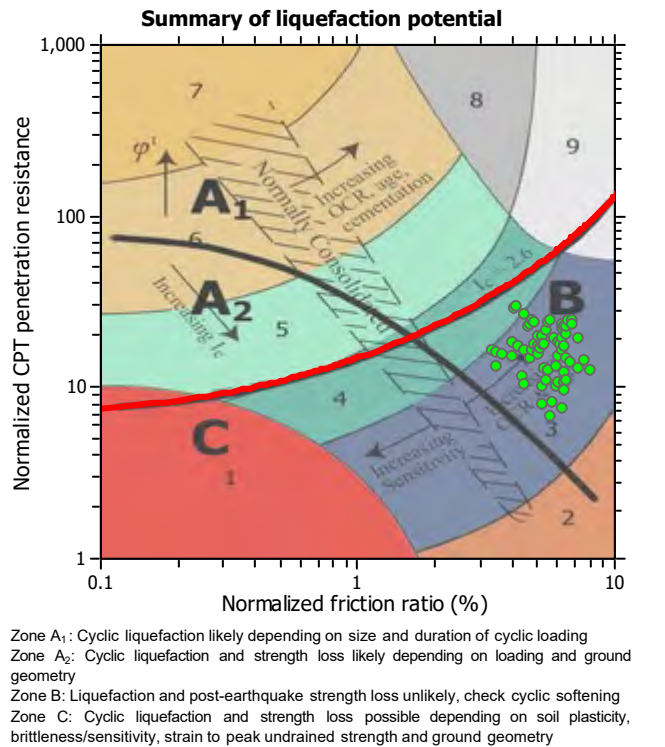 Summary of liquefaction potential
Normalized CPT penetration resistance
1,000
100
10
1
0.1
1
10
Normalized friction ratio (%)
7
8
9
φ'
A1
Increasing
OCR, age,
cementation
Normally Consolidated
6
A2
Increasing Ic
5
Ic = 2.6
B
4
C
1
Increasing
Sensitivity
OCR,
3
2
Zone A1: Cyclic liquefaction likely depending on size and duration of cyclic loading
Zone A2: Cyclic liquefaction and strength loss likely depending on loading and ground
geometry
Zone B: Liquefaction and post-earthquake strength loss unlikely, check cyclic softening
Zone C: Cyclic liquefaction and strength loss possible depending on soil plasticity,
brittleness/sensitivity, strain to peak undrained strength and ground geometry